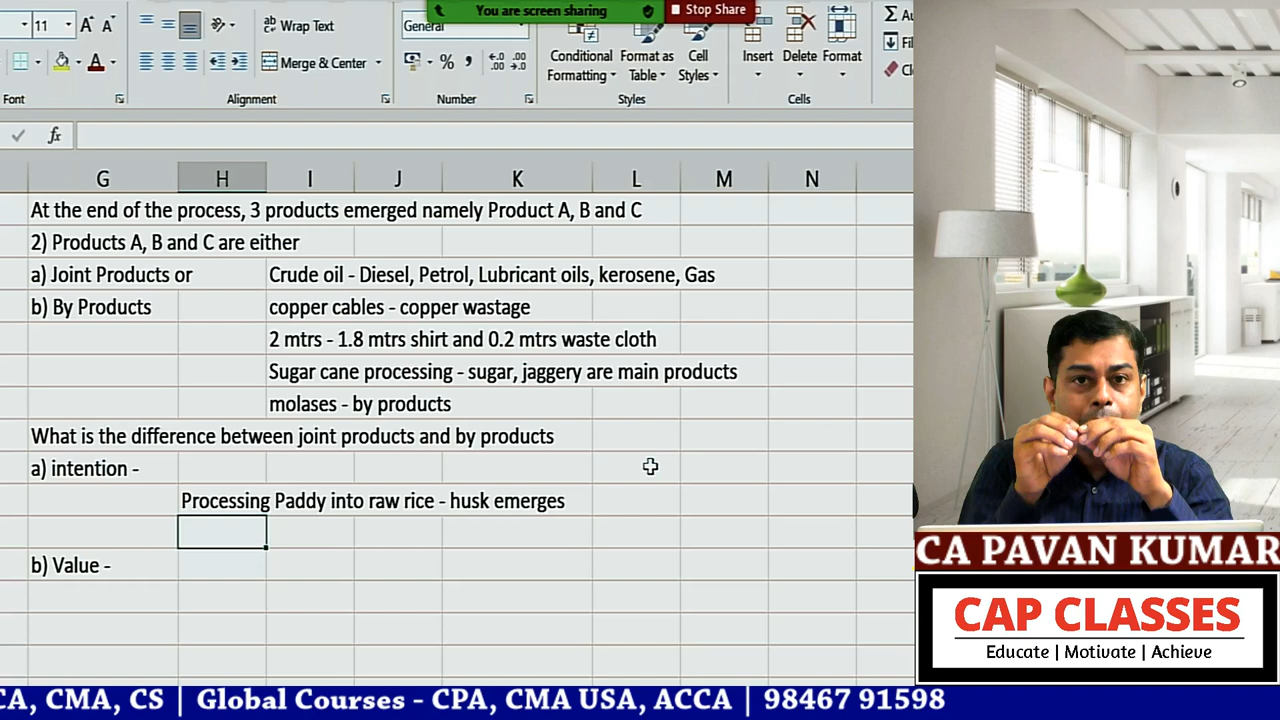 You are screen sharing
Stop Share
11
A A
ab Wrap Text
General
Σ Au
Merge & Center
%
Conditional Formatting
Format as Table
Cell Styles
Insert
Delete
Format
Font
Alignment
Number
Styles
Cells
fx
G H I J K L M N
At the end of the process, 3 products emerged namely Product A, B and C
2) Products A, B and C are either
a) Joint Products or Crude oil - Diesel, Petrol, Lubricant oils, kerosene, Gas
b) By Products copper cables - copper wastage
2 mtrs - 1.8 mtrs shirt and 0.2 mtrs waste cloth
Sugar cane processing - sugar, jaggery are main products
molases - by products
What is the difference between joint products and by products
a) intention -
Processing Paddy into raw rice - husk emerges
b) Value -
CA PAVAN KUMAR
CAP CLASSES
Educate | Motivate | Achieve
CA, CMA, CS | Global Courses - CPA, CMA USA, ACCA | 98467 91598